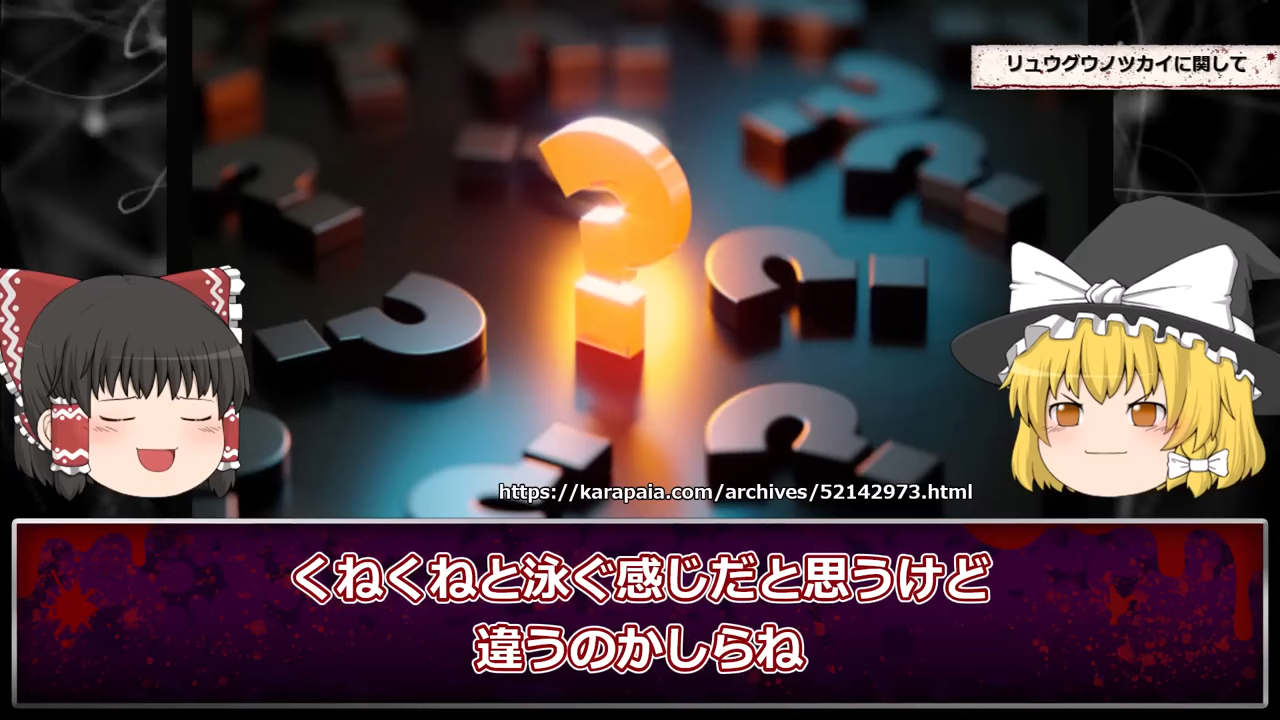 リュウグウノツカイに関して
https://karapaia.com/archives/52142973.html
くねくねと泳ぐ感じだと思うけど
違うのかしらね